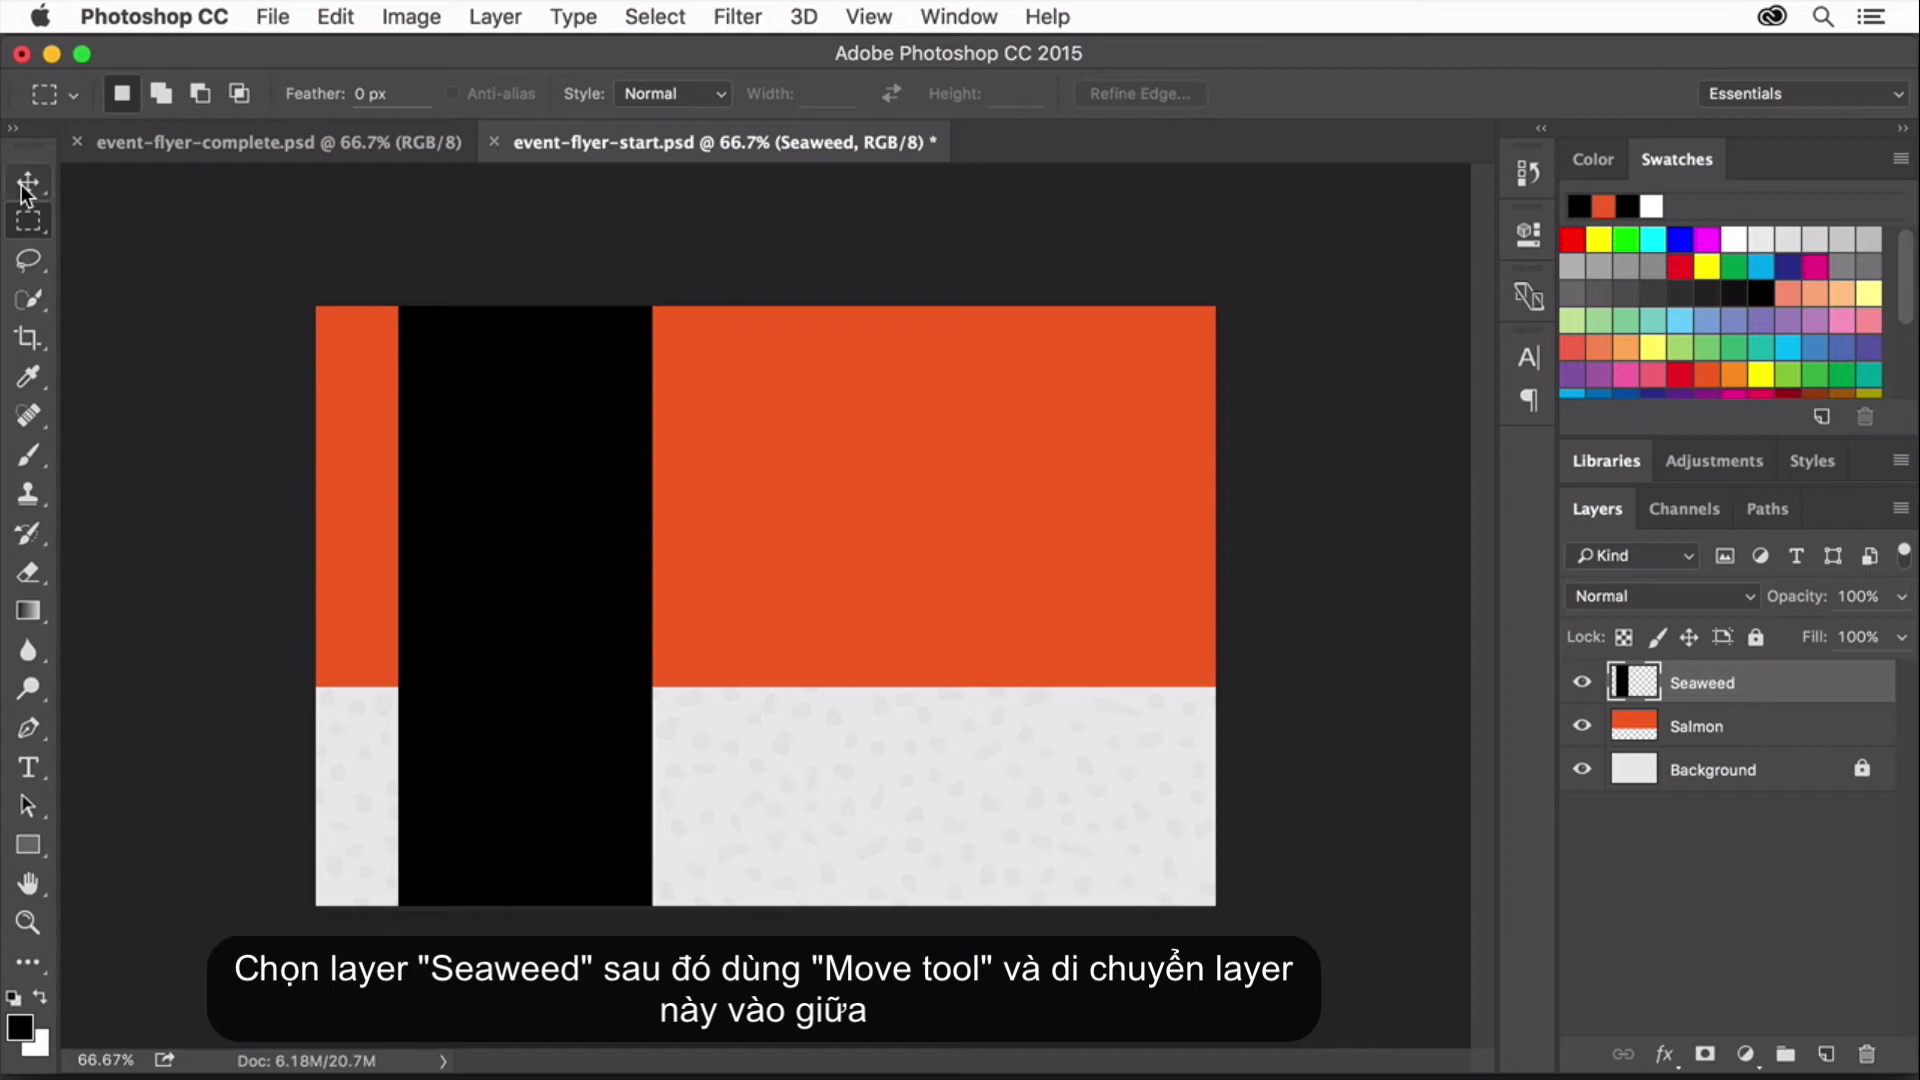 Photoshop CC File Edit Image Layer Type Select Filter 3D View Window Help
Adobe Photoshop CC 2015
Feather: 0 px Anti-alias Style: Normal Width: Height: Refine Edge... Essentials
event-flyer-complete.psd @ 66.7% (RGB/8) event-flyer-start.psd @ 66.7% (Seaweed, RGB/8) *
Color Swatches
Libraries Adjustments Styles
Layers Channels Paths
Kind
Normal Opacity: 100%
Lock: Fill: 100%
Seaweed
Salmon
Background
Chọn layer "Seaweed" sau đó dùng "Move tool" và di chuyển layer
này vào giữa
66.67% Doc: 6.18M/20.7M